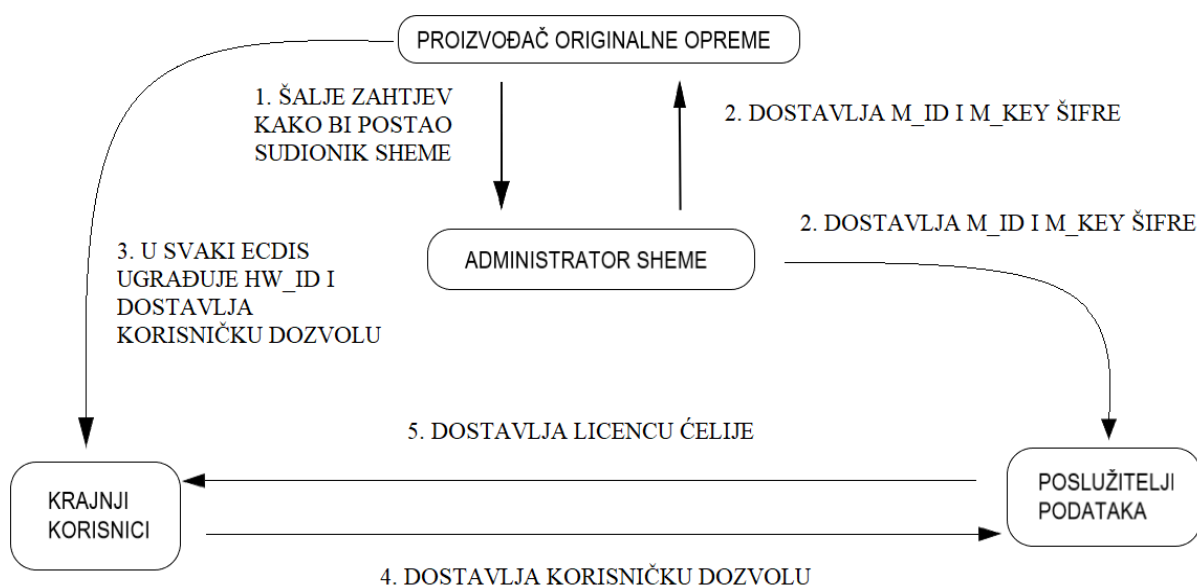 PROIZVOĐAČ ORIGINALNE OPREME
1. ŠALJE ZAHTJEV
KAKO BI POSTAO
SUDIONIK SHEME
2. DOSTAVLJA M_ID I M_KEY ŠIFRE
2. DOSTAVLJA M_ID I M_KEY ŠIFRE
3. U SVAKI ECDIS
UGRAĐUJE HW_ID I
DOSTAVLJA
KORISNIČKU DOZVOLU
ADMINISTRATOR SHEME
5. DOSTAVLJA LICENCU ĆELIJE
KRAJNJI
KORISNICI
POSLUŽITELJI
PODATAKA
4. DOSTAVLJA KORISNIČKU DOZVOLU